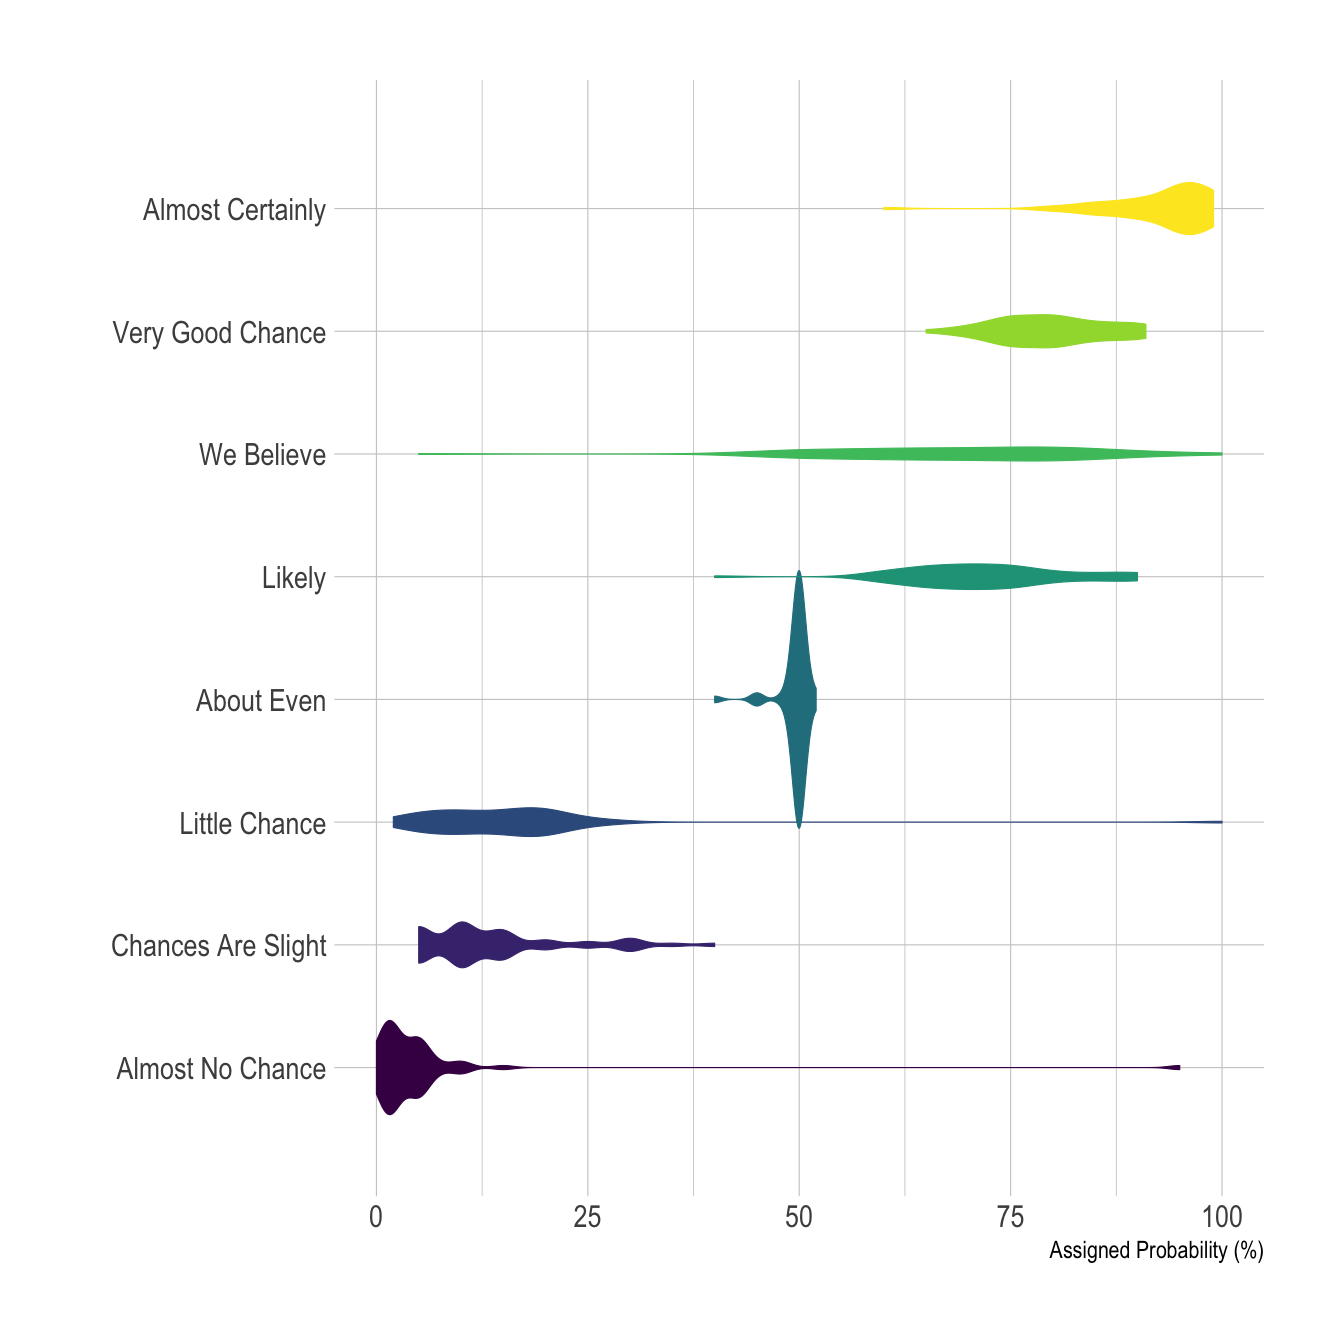 Almost Certainly
Very Good Chance
We Believe
Likely
About Even
Little Chance
Chances Are Slight
Almost No Chance
0 25 50 75 100
Assigned Probability (%)